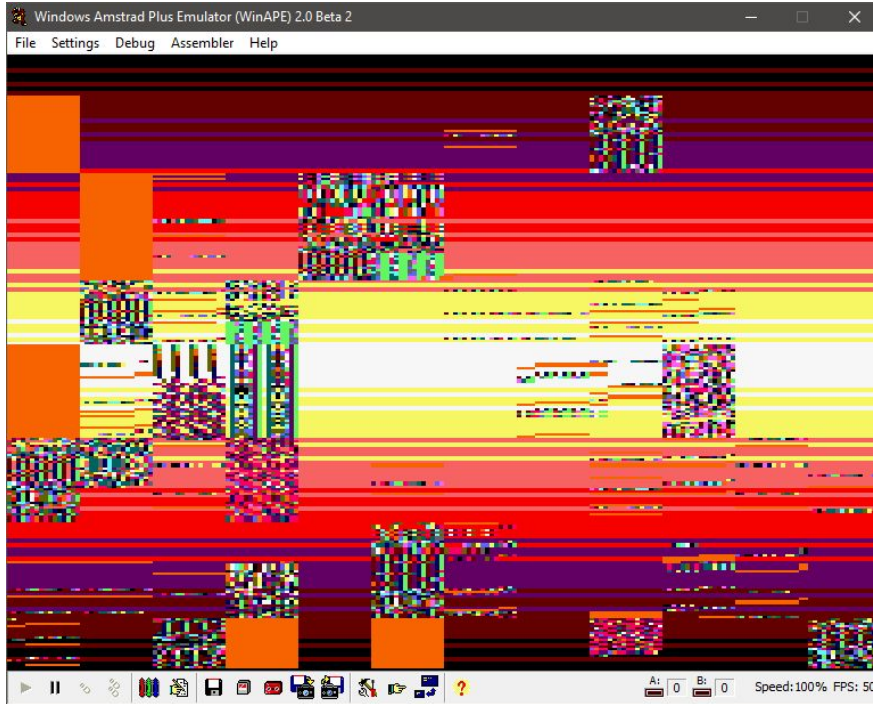 Windows Amstrad Plus Emulator (WinAPE) 2.0 Beta 2
File Settings Debug Assembler Help
A: 0 B: 0 Speed:100% FPS: 50